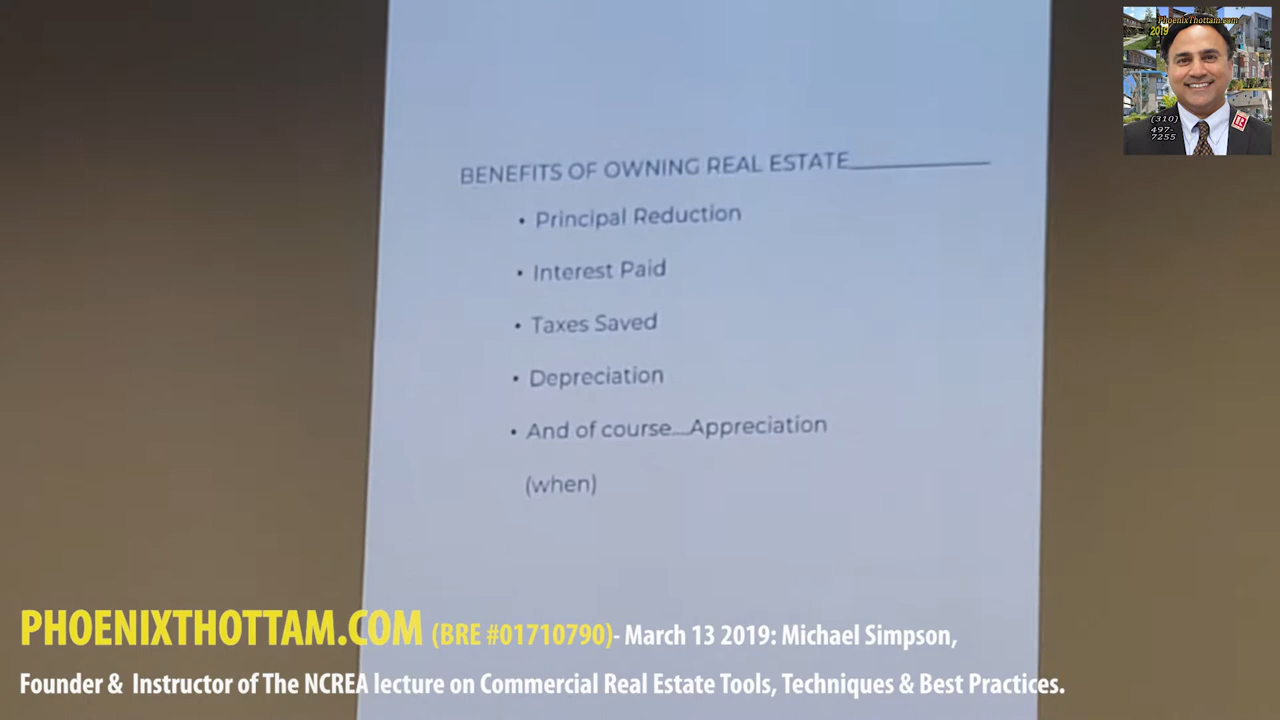 PhoenixThottam.com
2019
(310)
497-
7255
BENEFITS OF OWNING REAL ESTATE
• Principal Reduction
• Interest Paid
• Taxes Saved
• Depreciation
• And of course....Appreciation
(when)
PHOENIXTHOTTAM.COM (BRE #01710790)- March 13 2019: Michael Simpson,
Founder & Instructor of The NCREA lecture on Commercial Real Estate Tools, Techniques & Best Practices.